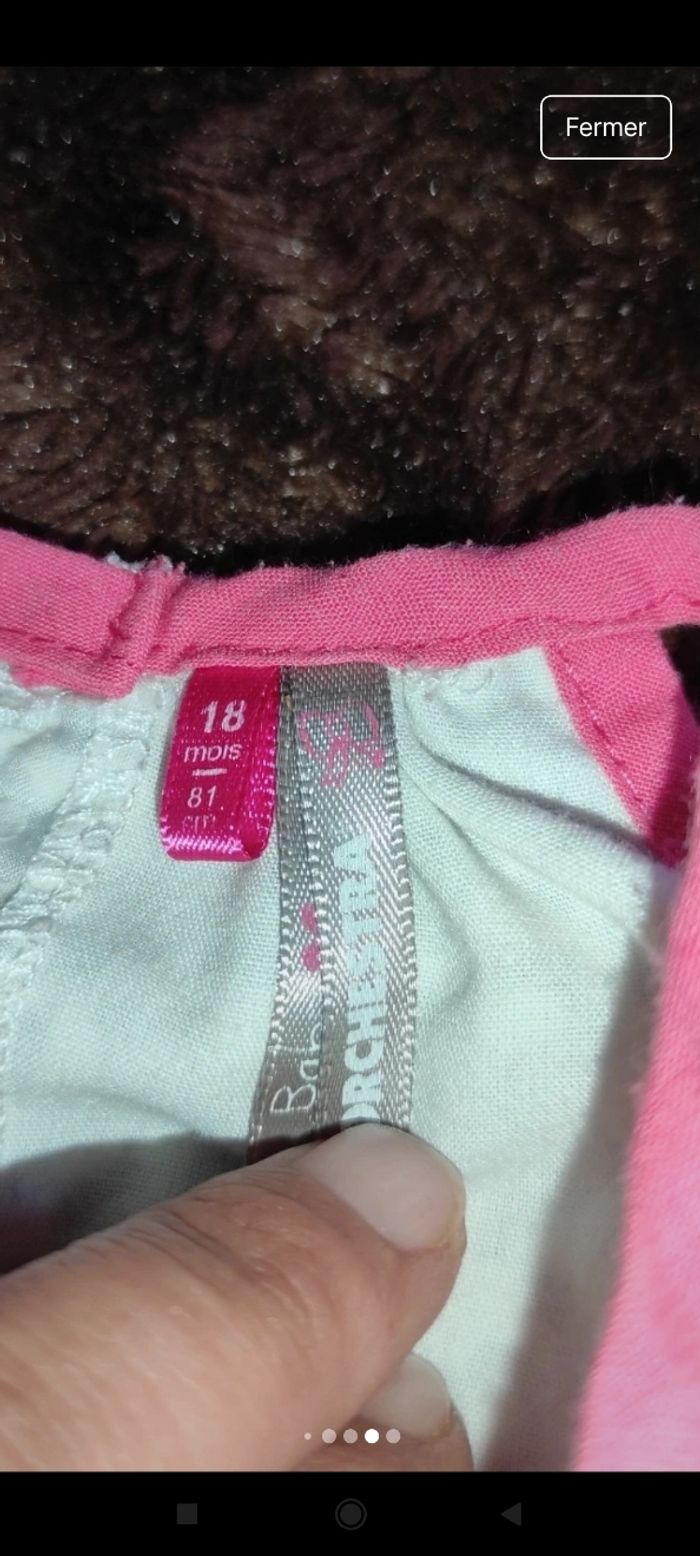 Fermer
18
mois
81
cm
ORCHESTRA